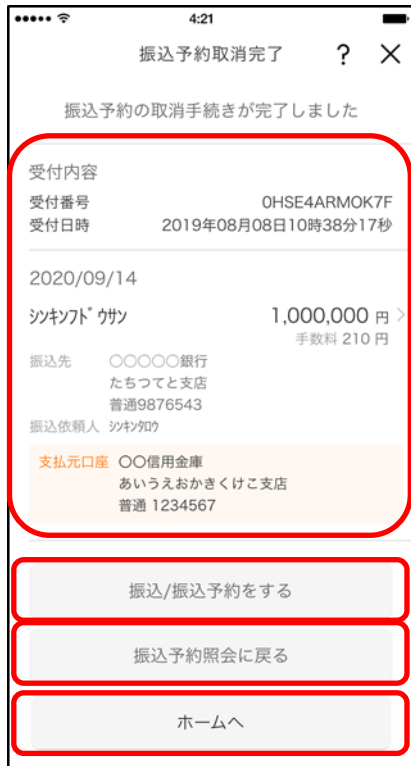 4:21
振込予約取消完了 ? ×
振込予約の取消手続きが完了しました
受付内容
受付番号 0HSE4ARMOK7F
受付日時 2019年08月08日10時38分17秒
2020/09/14
ｼﾝｷﾝﾌﾄﾞｳｻﾝ 1,000,000 円
手数料 210 円
振込先 〇〇〇〇〇銀行
たちつてと支店
普通9876543
振込依頼人 ｼﾝｷﾝﾀﾛｳ
支払元口座 〇〇信用金庫
あいうえおかきくけこ支店
普通 1234567
振込/振込予約をする
振込予約照会に戻る
ホームへ